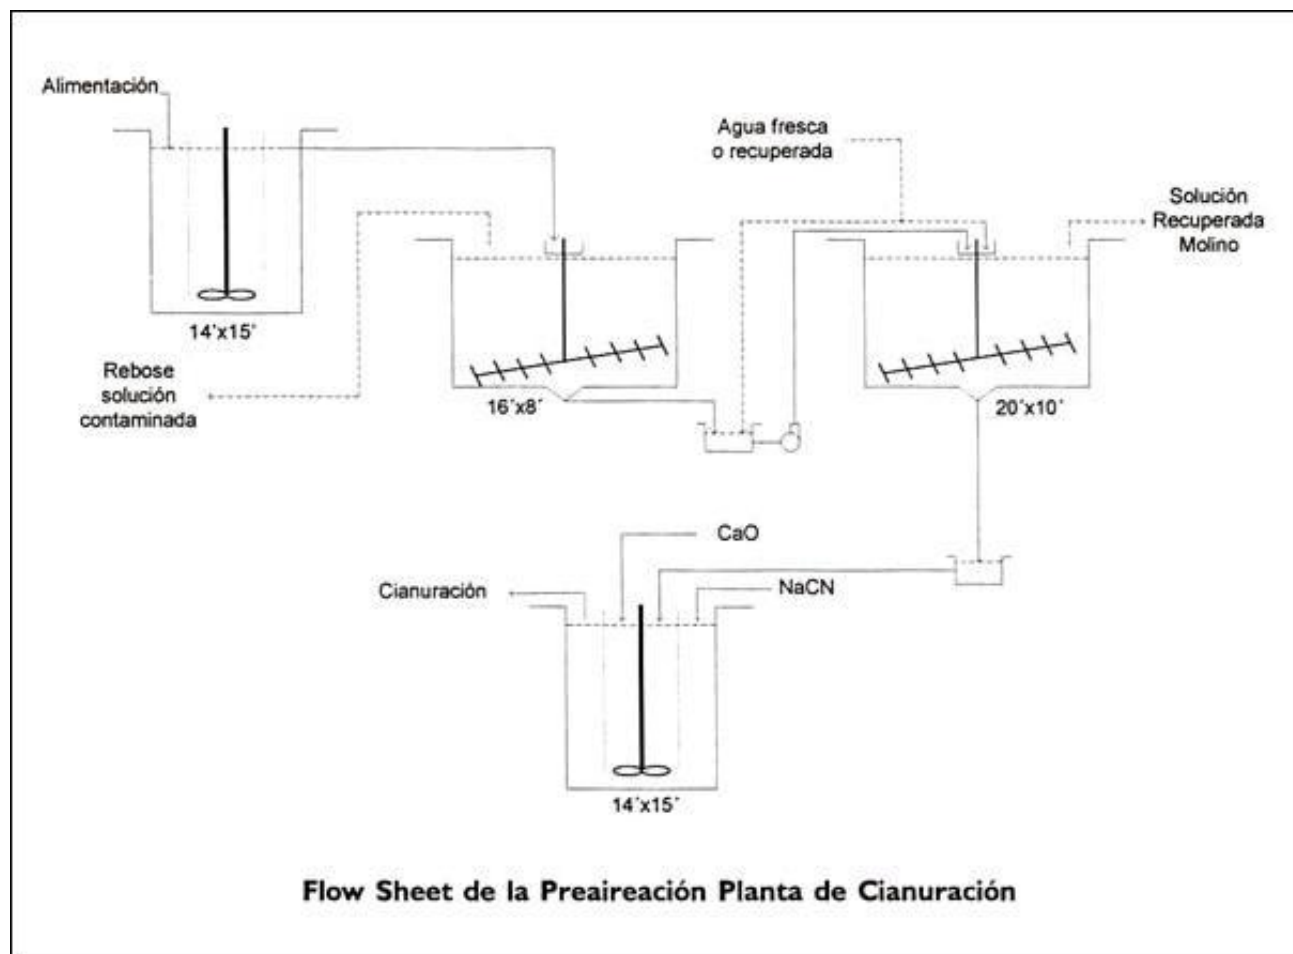 Alimentación
Agua fresca
o recuperada
Solución
Recuperada
Molino
14'x15'
Rebose
solución
contaminada
16'x8'
20'x10'
CaO
Cianuración
NaCN
14'x15'
Flow Sheet de la Preaireación Planta de Cianuración